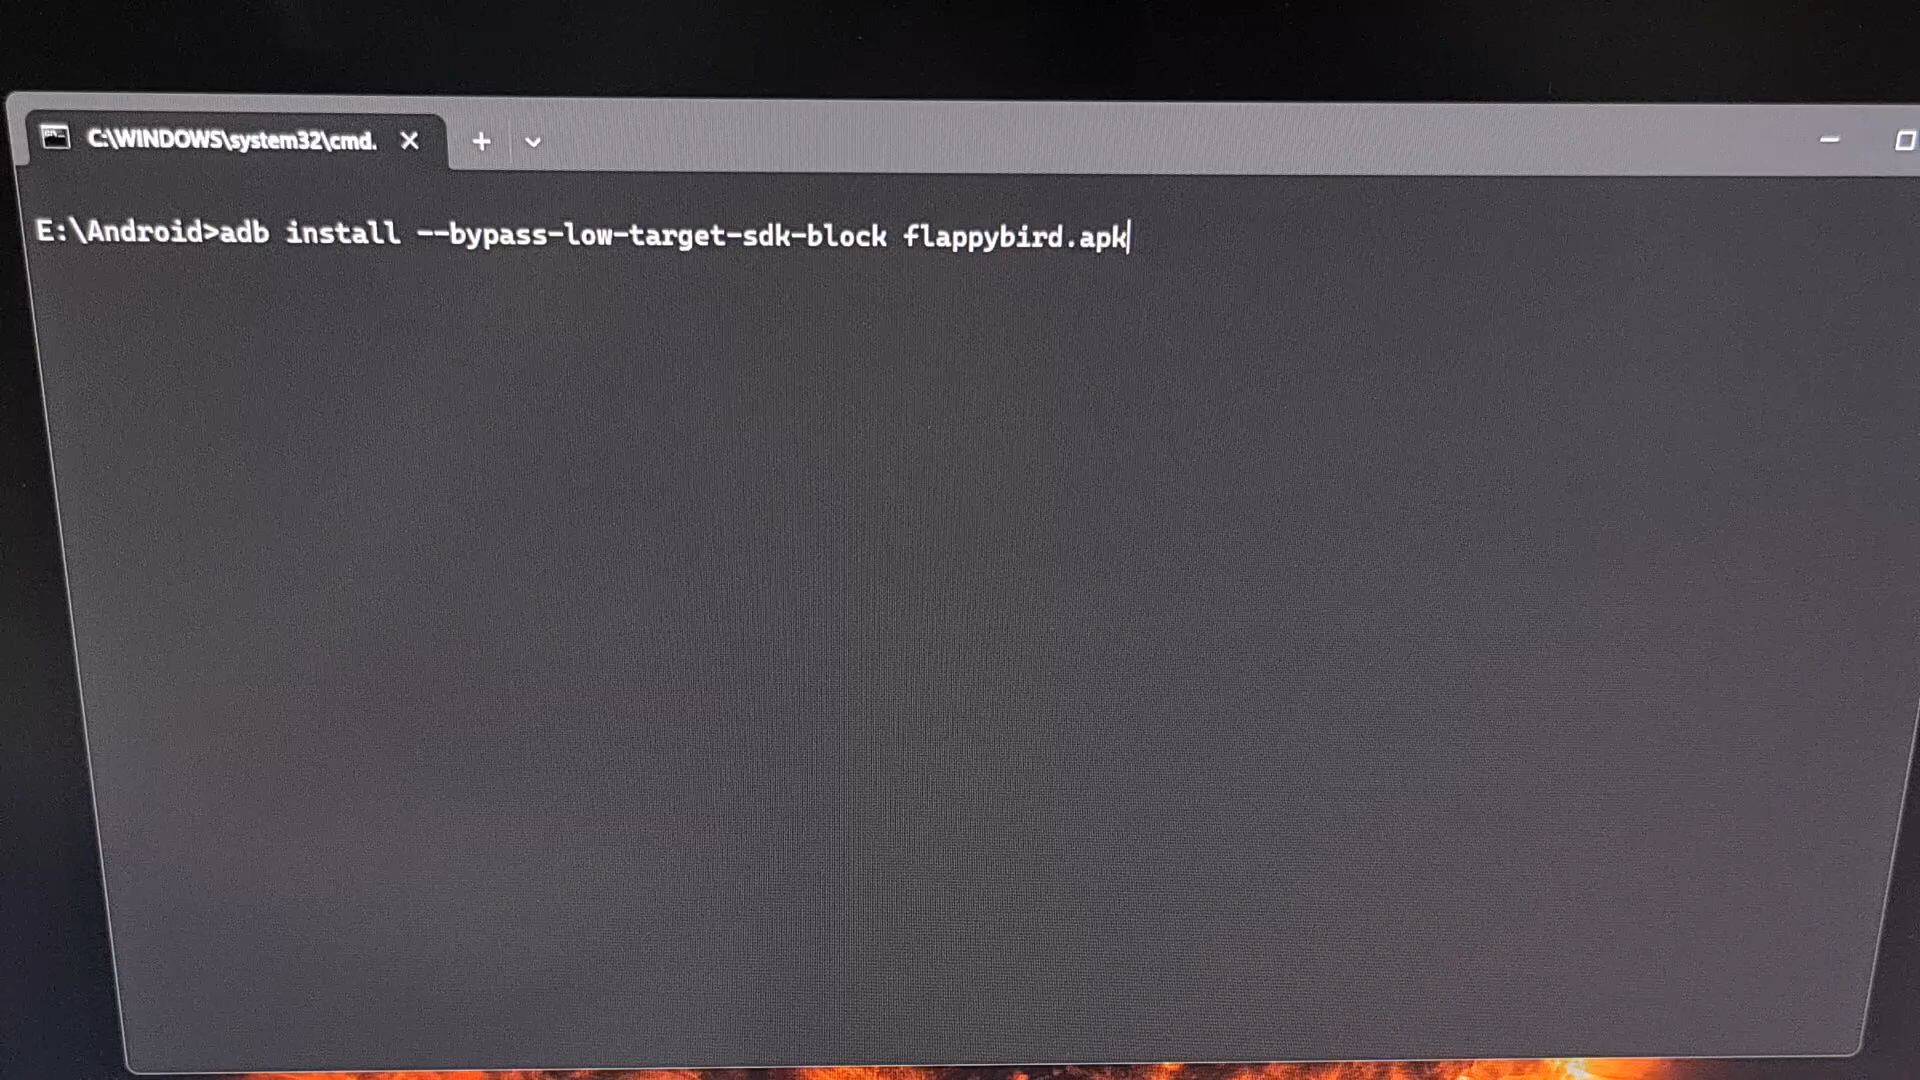 C:\WINDOWS\system32\cmd.
E:\Android>adb install --bypass-low-target-sdk-block flappybird.apk